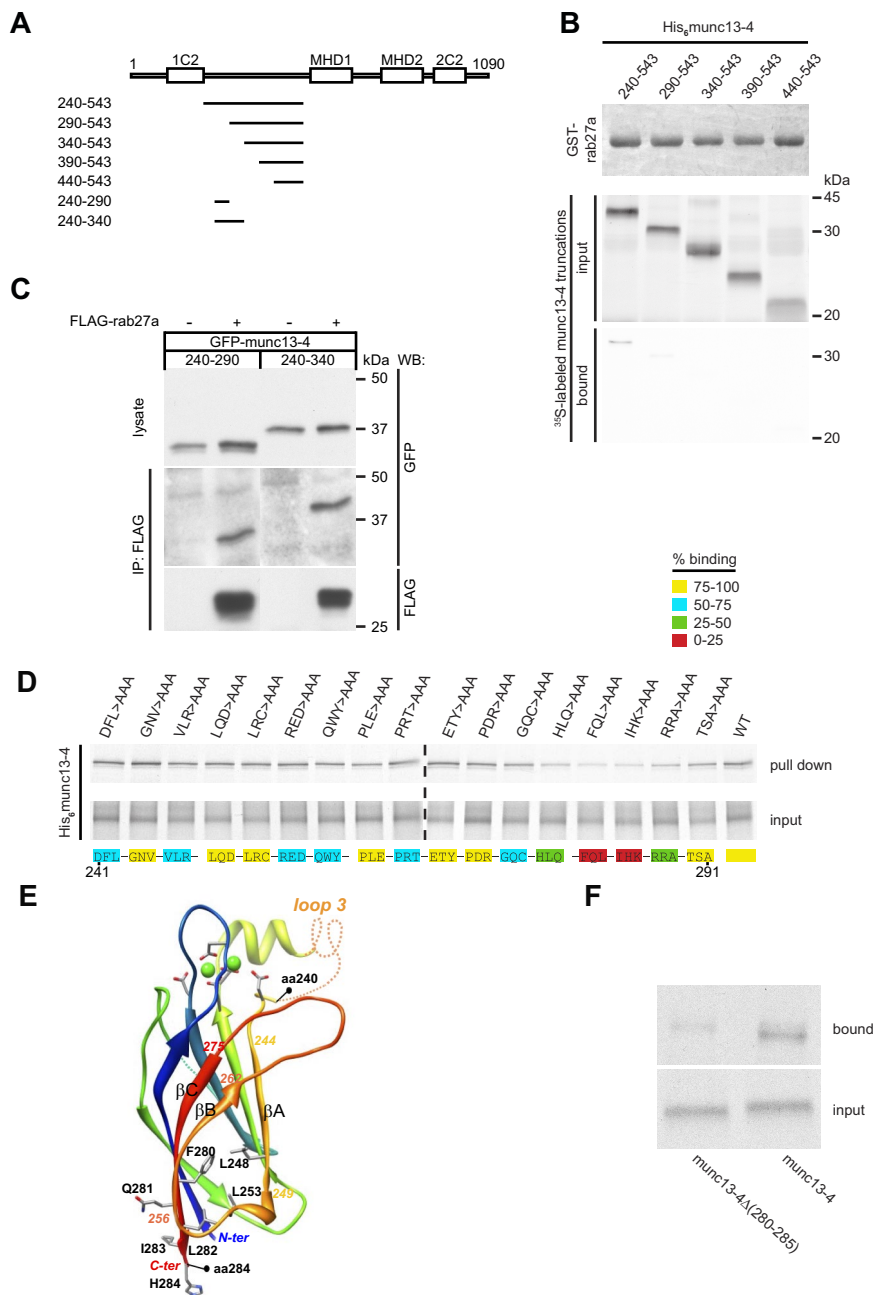 A
1 1C2 MHD1 MHD2 2C2 1090
240-543
290-543
340-543
390-543
440-543
240-290
240-340
B
His6munc13-4
240-543 290-543 340-543 390-543 440-543
GST-rab27a
kDa
45
30
20
30
20
35S-labeled munc13-4 truncations
input
bound
C
FLAG-rab27a - + - +
GFP-munc13-4
240-290 240-340 kDa WB:
50
37
50
37
25
lysate
IP: FLAG
GFP
FLAG
% binding
75-100
50-75
25-50
0-25
D
DFL>AAA GNV>AAA VLR>AAA LQD>AAA LRC>AAA RED>AAA QWY>AAA PLE>AAA PRT>AAA ETY>AAA PDR>AAA GQC>AAA HLQ>AAA FQL>AAA IHK>AAA RRA>AAA TSA>AAA WT
His6munc13-4
pull down
input
DFL-GNV-VLR-LQD-LRC-RED-QWY-PLE-PRT-ETY-PDR-GQC-HLQ-FQL-IHK-RRA-TSA
241 291
E
loop 3
aa240
275
244
262
βC
βB
βA
F280
L248
Q281
L253
249
256
N-ter
I283
L282
C-ter
aa284
H284
F
bound
input
munc13-4Δ(280-285)
munc13-4